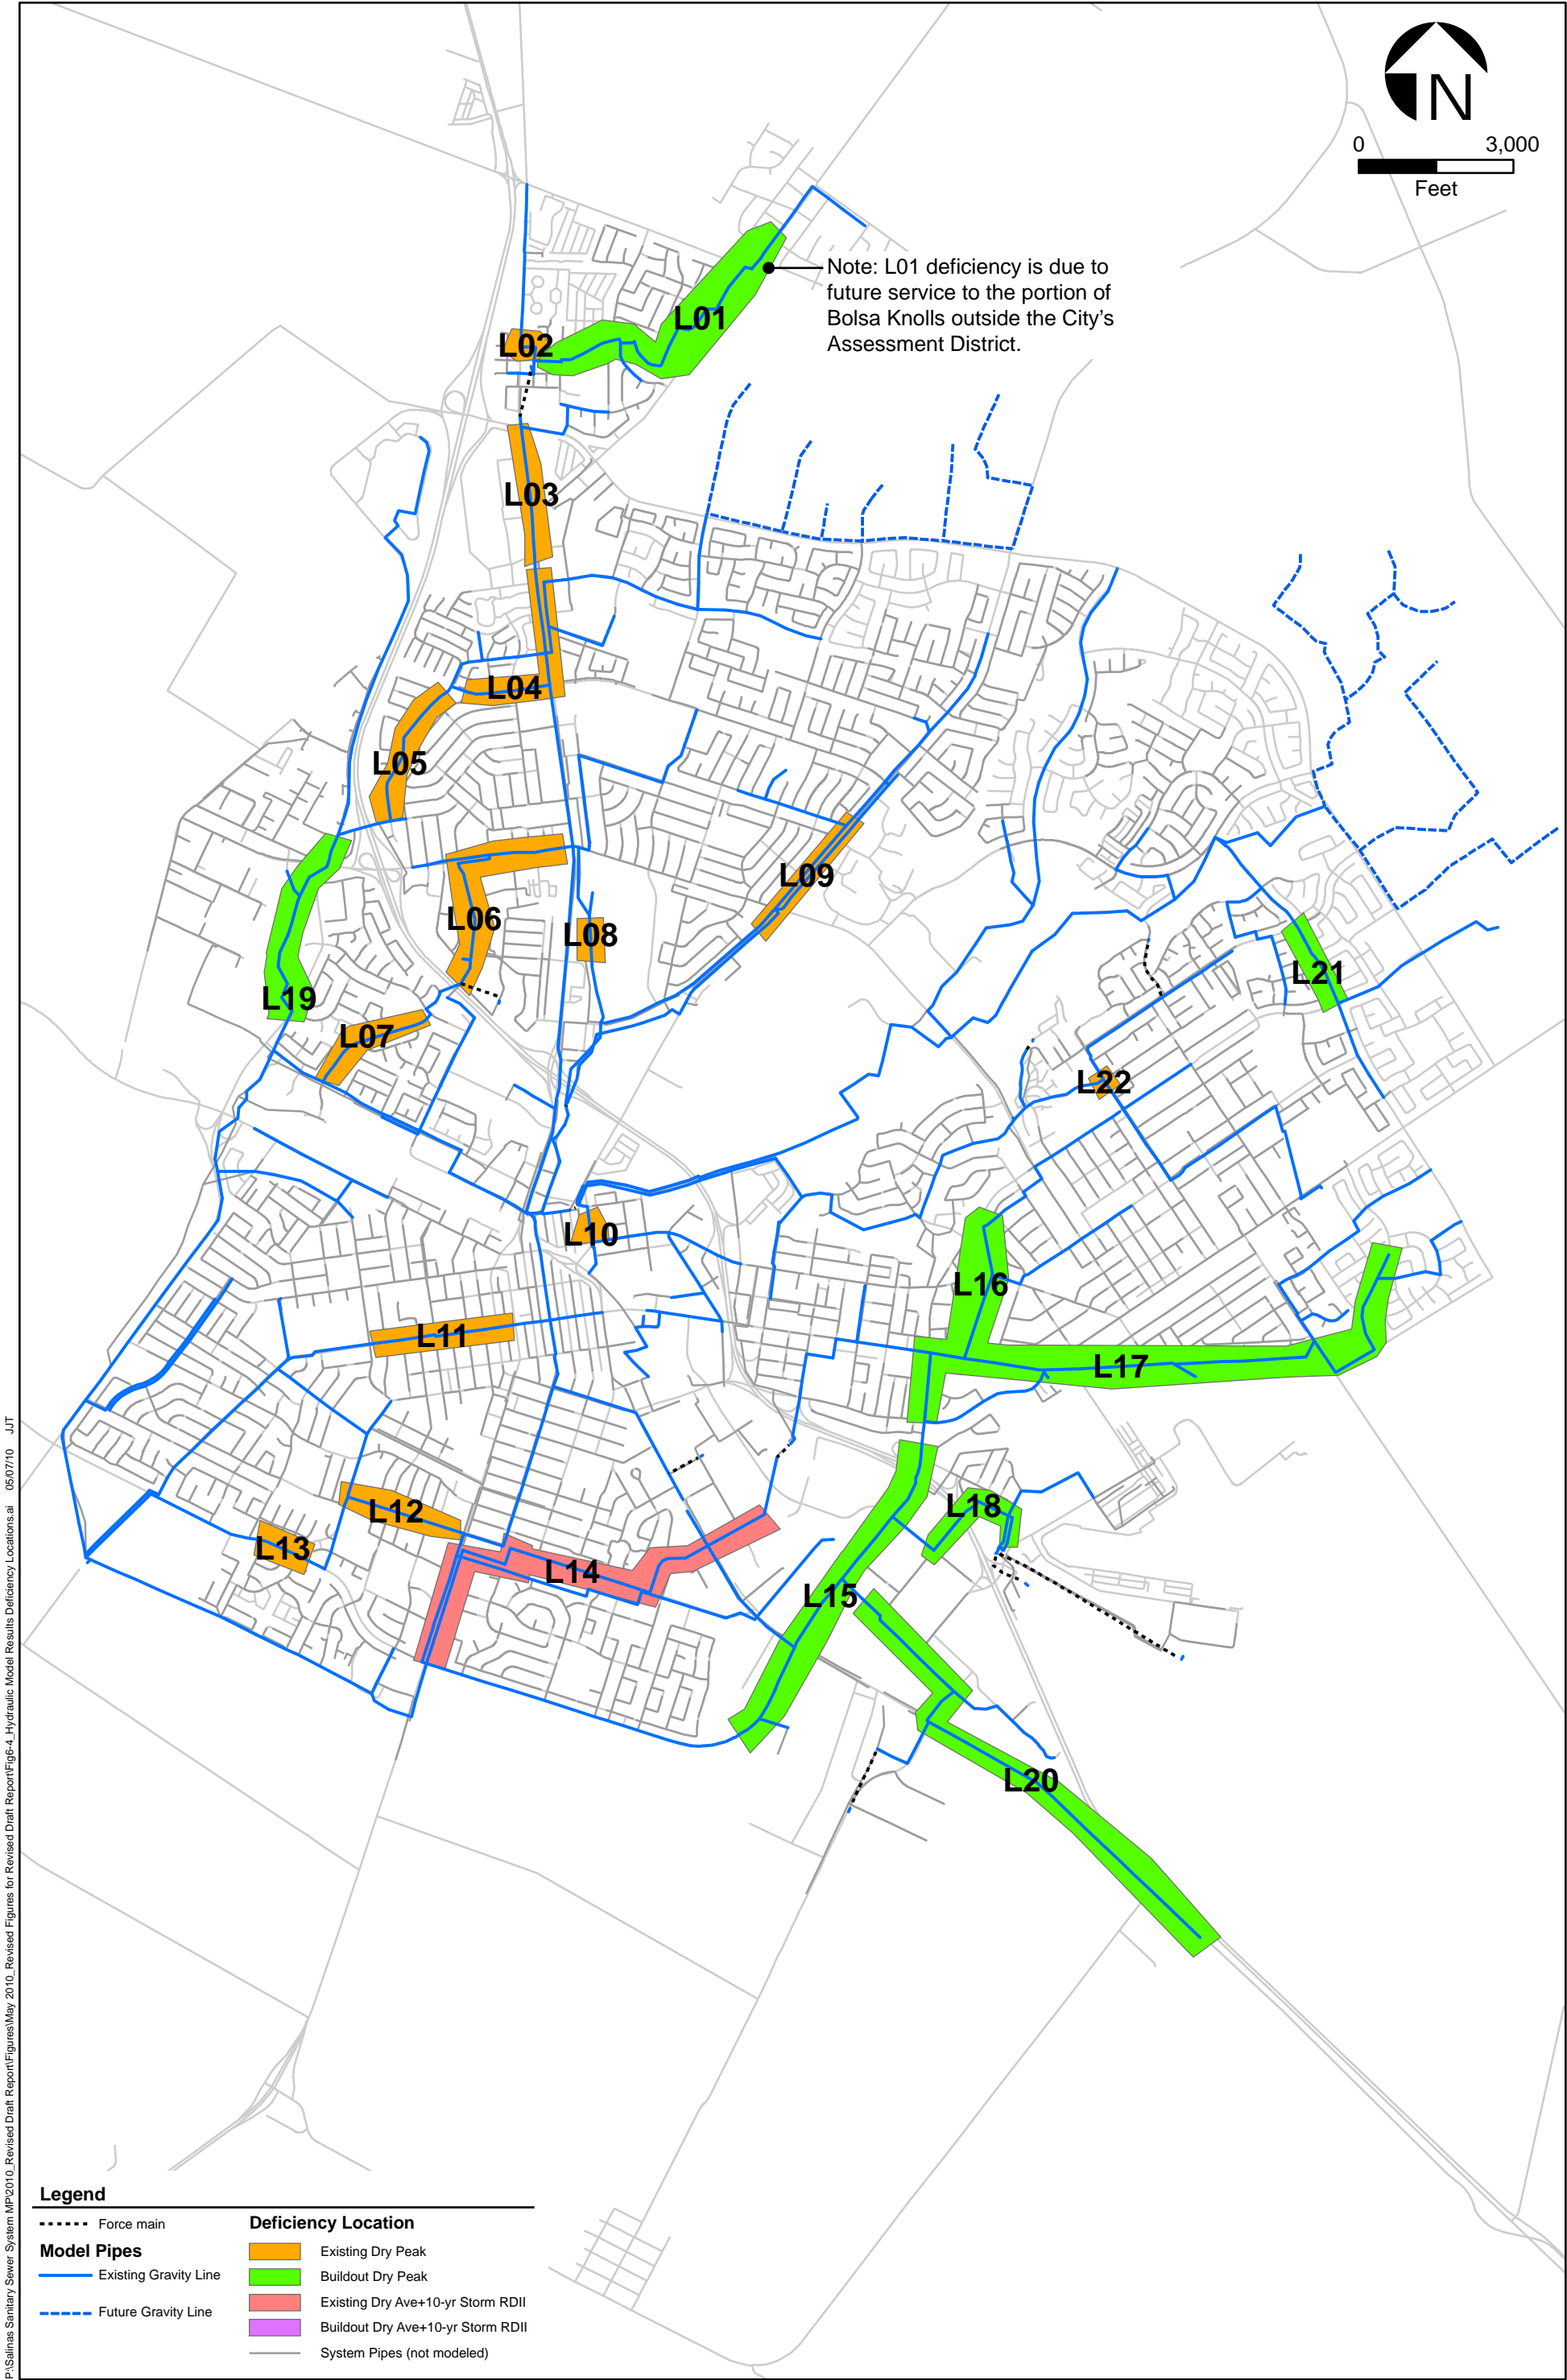 N
0 3,000
Feet
Note: L01 deficiency is due to
future service to the portion of
Bolsa Knolls outside the City's
Assessment District.
L01
L02
L03
L04
L05
L06
L07
L08
L09
L10
L11
L12
L13
L14
L15
L16
L17
L18
L19
L20
L21
L22
Legend
Force main
Model Pipes
Existing Gravity Line
Future Gravity Line
Deficiency Location
Existing Dry Peak
Buildout Dry Peak
Existing Dry Ave+10-yr Storm RDII
Buildout Dry Ave+10-yr Storm RDII
System Pipes (not modeled)
P:\Salinas Sanitary Sewer System MP\2010_Revised Draft Report\Figures\May 2010_Revised Figures for Revised Draft Report\Fig6-4_Hydraulic Model Results Deficiency Locations.ai 05/07/10 JJT